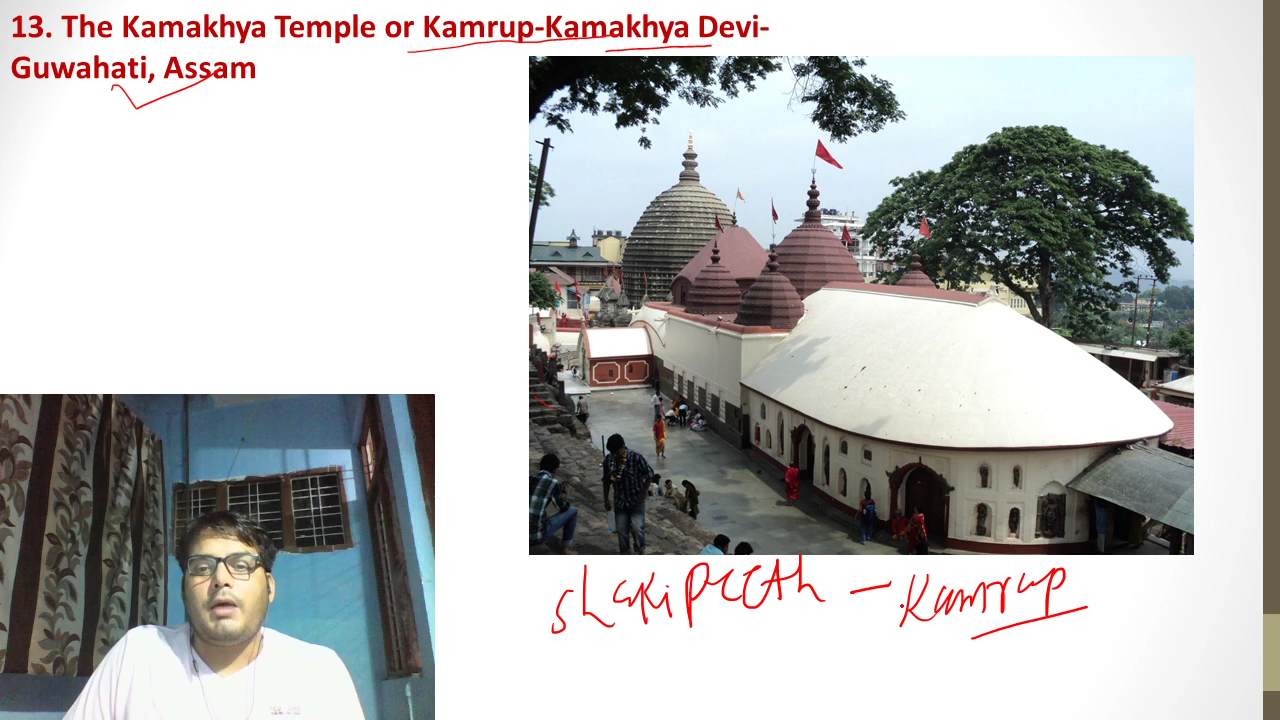 13. The Kamakhya Temple or Kamrup-Kamakhya Devi-
Guwahati, Assam
Shakipeeth - Kamrup